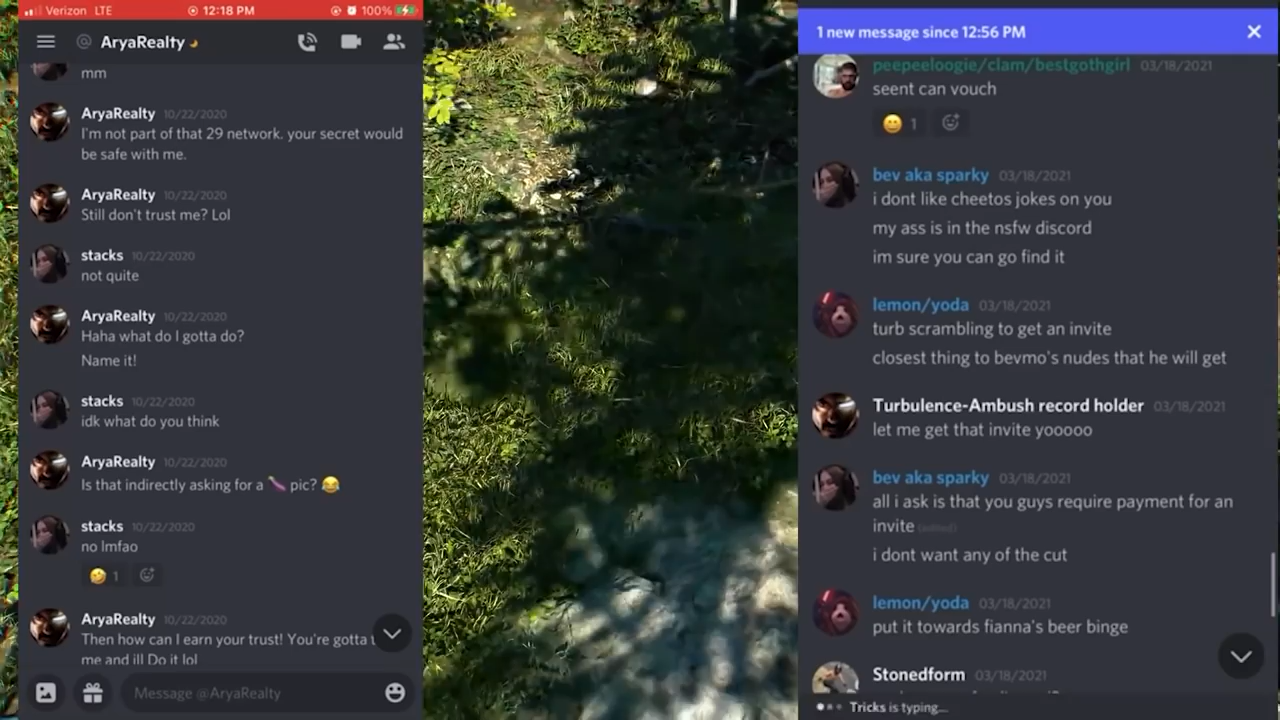 Verizon LTE 12:18 PM 100%
@ AryaRealty
mm
AryaRealty 10/22/2020
I'm not part of that 29 network. your secret would
be safe with me.
AryaRealty 10/22/2020
Still don't trust me? Lol
stacks 10/22/2020
not quite
AryaRealty 10/22/2020
Haha what do I gotta do?
Name it!
stacks 10/22/2020
idk what do you think
AryaRealty 10/22/2020
Is that indirectly asking for a 🍆 pic? 😂
stacks 10/22/2020
no lmfao
🤣 1
AryaRealty 10/22/2020
Then how can I earn your trust! You're gotta t
me and ill Do it lol
Message @AryaRealty
1 new message since 12:56 PM
peepeeloogie/clam/bestgothgirl 03/18/2021
seent can vouch
1
bev aka sparky 03/18/2021
i dont like cheetos jokes on you
my ass is in the nsfw discord
im sure you can go find it
lemon/yoda 03/18/2021
turb scrambling to get an invite
closest thing to bevmo's nudes that he will get
Turbulence-Ambush record holder 03/18/2021
let me get that invite yooooo
bev aka sparky 03/18/2021
all i ask is that you guys require payment for an
invite (edited)
i dont want any of the cut
lemon/yoda 03/18/2021
put it towards fianna's beer binge
Stonedform 03/18/2021
Tricks is typing...